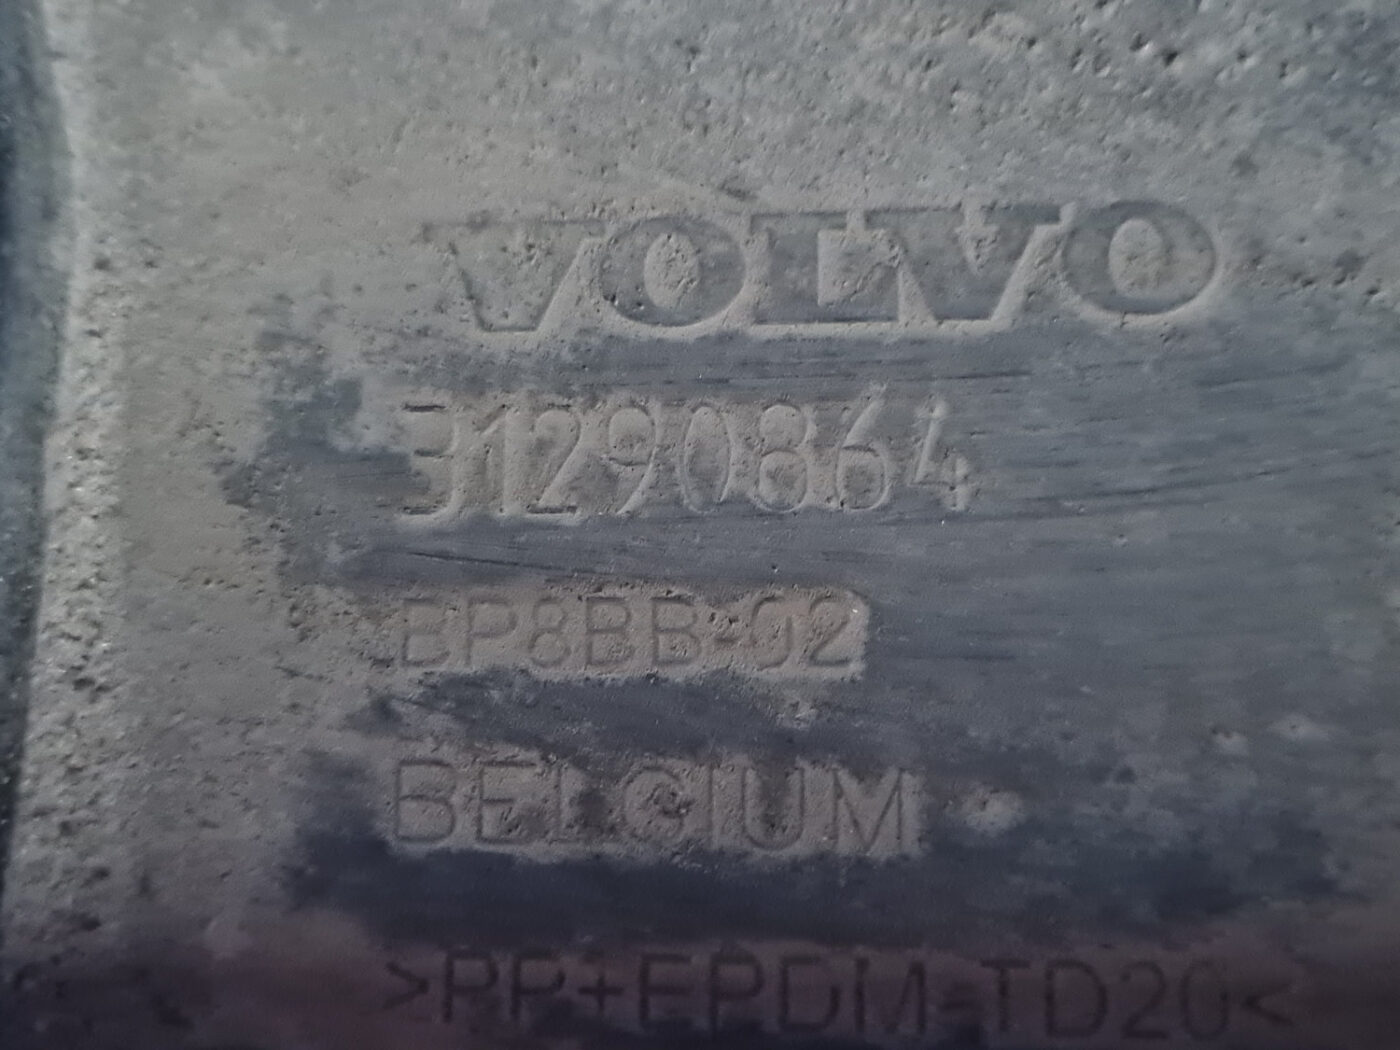 VOLVO
31290864
BP8BB-02
BELGIUM
>PP+EPDM-TD20<